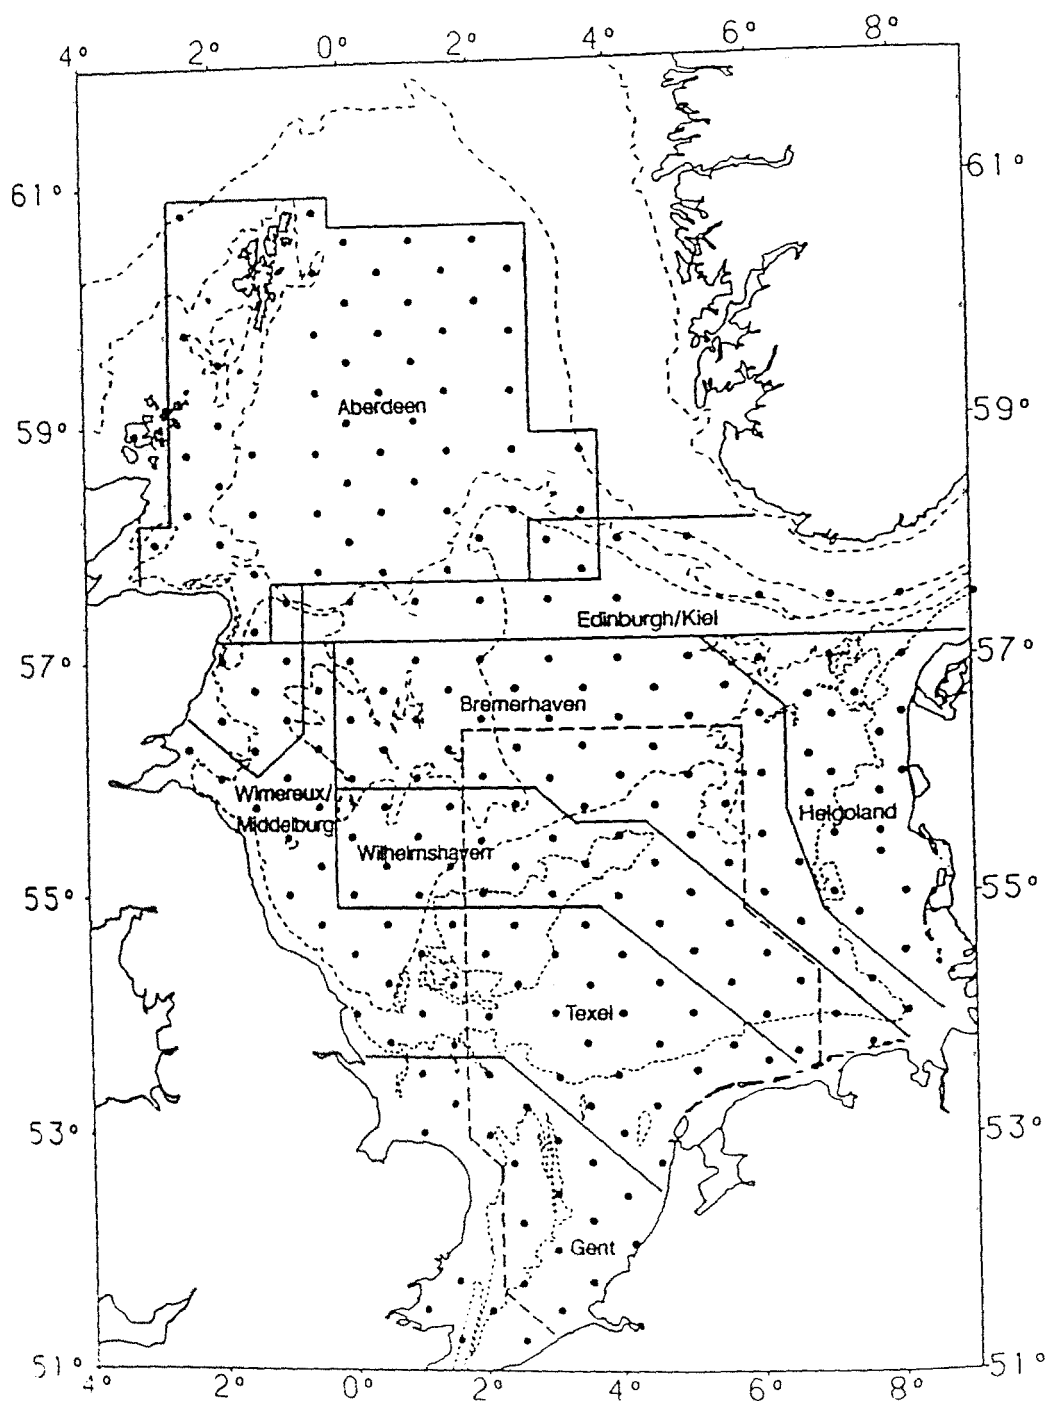 4° 2° 0° 2° 4° 6° 8°
61° 61°
Aberdeen
59° 59°
Edinburgh/Kiel
57° 57°
Bremerhaven
Wimereux/
Middelburg
Helgoland
Wilhelmshaven
55° 55°
Texel
53° 53°
Gent
51° 51°
4° 2° 0° 2° 4° 6° 8°